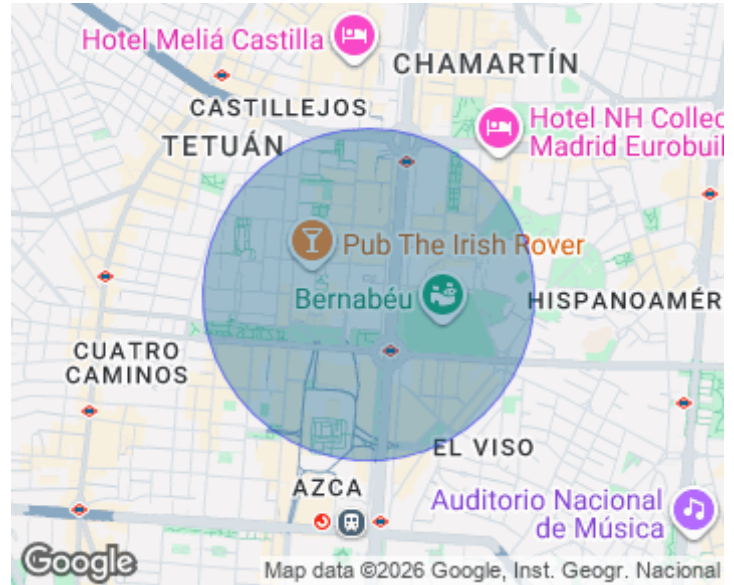 Hotel Meliá Castilla
CHAMARTÍN
CASTILLEJOS
TETUÁN
Hotel NH Collec
Madrid Eurobuil
Pub The Irish Rover
Bernabéu
HISPANOAMÉR
CUATRO
CAMINOS
EL VISO
AZCA
Auditorio Nacional
de Música
Google
Map data ©2026 Google, Inst. Geogr. Nacional